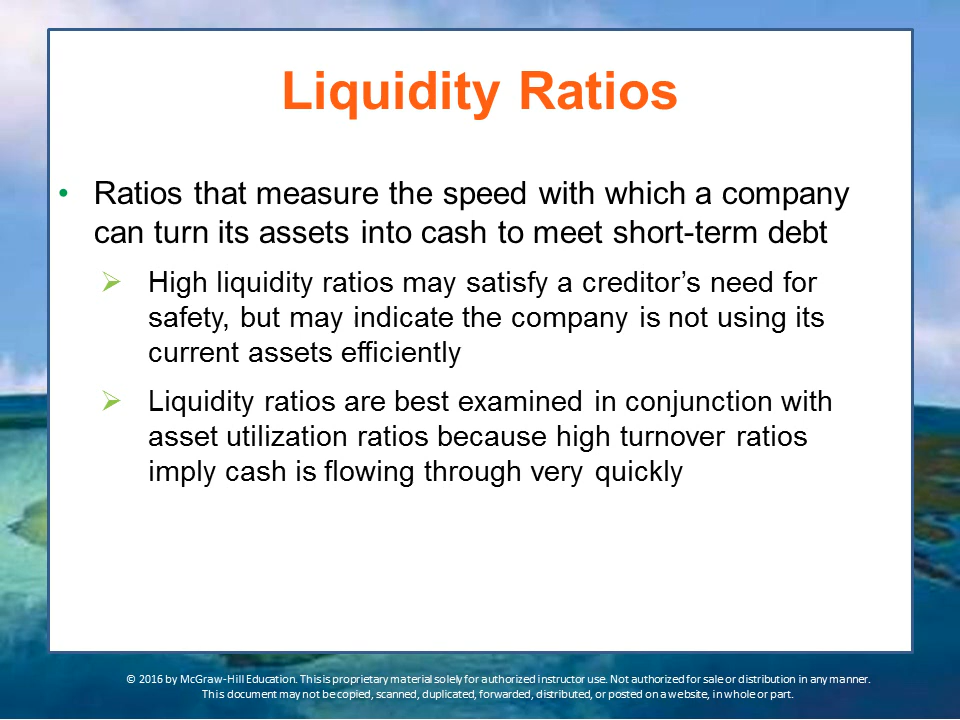 Liquidity Ratios
• Ratios that measure the speed with which a company
can turn its assets into cash to meet short-term debt
➢ High liquidity ratios may satisfy a creditor’s need for
safety, but may indicate the company is not using its
current assets efficiently
➢ Liquidity ratios are best examined in conjunction with
asset utilization ratios because high turnover ratios
imply cash is flowing through very quickly
© 2016 by McGraw-Hill Education. This is proprietary material solely for authorized instructor use. Not authorized for sale or distribution in any manner.
This document may not be copied, scanned, duplicated, forwarded, distributed, or posted on a website, in whole or part.